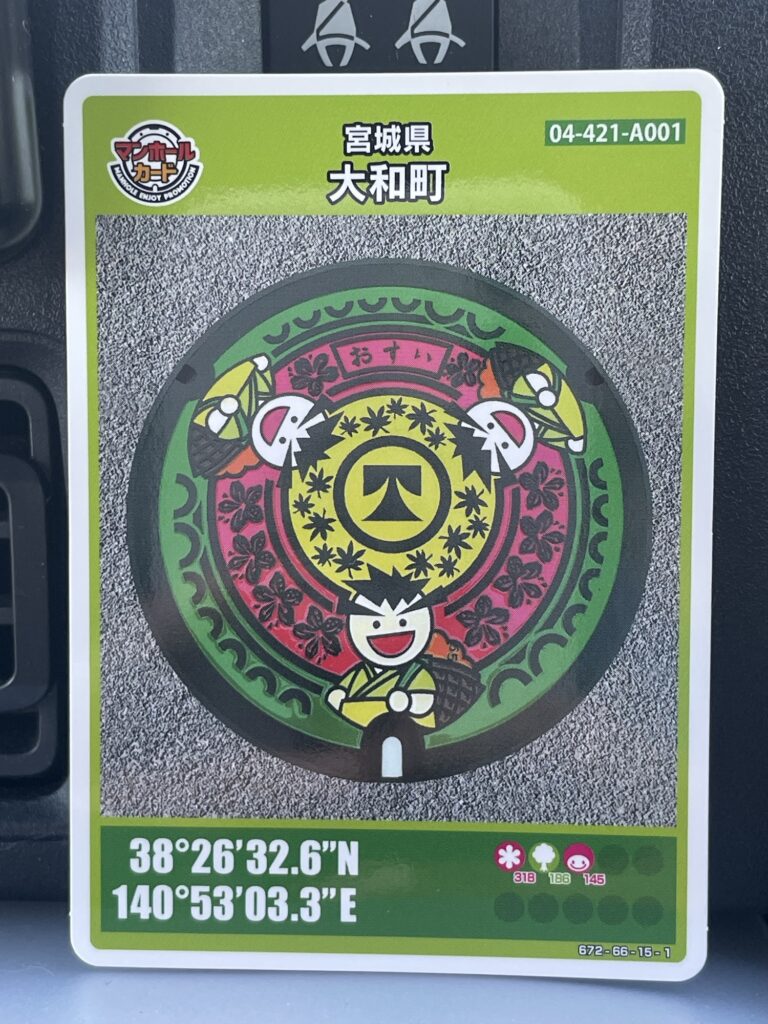 マンホール
カード
MANHOLE ENJOY PROMOTION
宮城県
大和町
04-421-A001
おすい
38°26'32.6"N
140°53'03.3"E
318 186 145
672-66-15-1